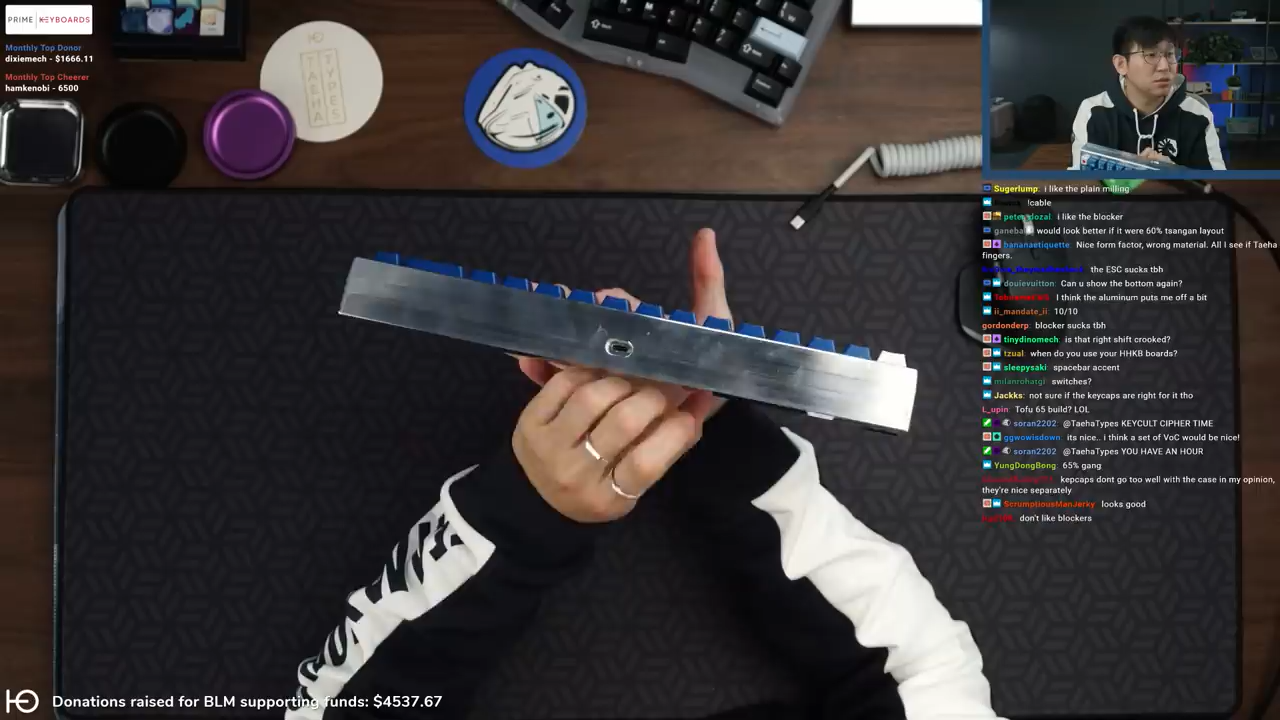 PRIME KEYBOARDS
Monthly Top Donor
dixiemech - $1666.11
Monthly Top Cheerer
hamkenobi - 6500
TAEHA TYPES
Sugerlump: i like the plain milling
!cable
i like the blocker
would look better if it were 60% tsangan layout
bananaetiquette: Nice form factor, wrong material. All I see if Taeha
fingers.
the ESC sucks tbh
douievuitton: Can u show the bottom again?
I think the aluminum puts me off a bit
ii_mandate_ii: 10/10
gordonderp: blocker sucks tbh
tinydinomech: is that right shift crooked?
tzual: when do you use your HHKB boards?
sleepysaki: spacebar accent
milanrohatgi: switches?
Jackks: not sure if the keycaps are right for it tho
L_upin: Tofu 65 build? LOL
soran2202: @TaehaTypes KEYCULT CIPHER TIME
ggwowisdown: its nice.. i think a set of VoC would be nice!
soran2202: @TaehaTypes YOU HAVE AN HOUR
YungDongBong: 65% gang
kepcaps dont go too well with the case in my opinion,
they're nice separately
ScrumptiousManJerky: looks good
don't like blockers
Donations raised for BLM supporting funds: $4537.67